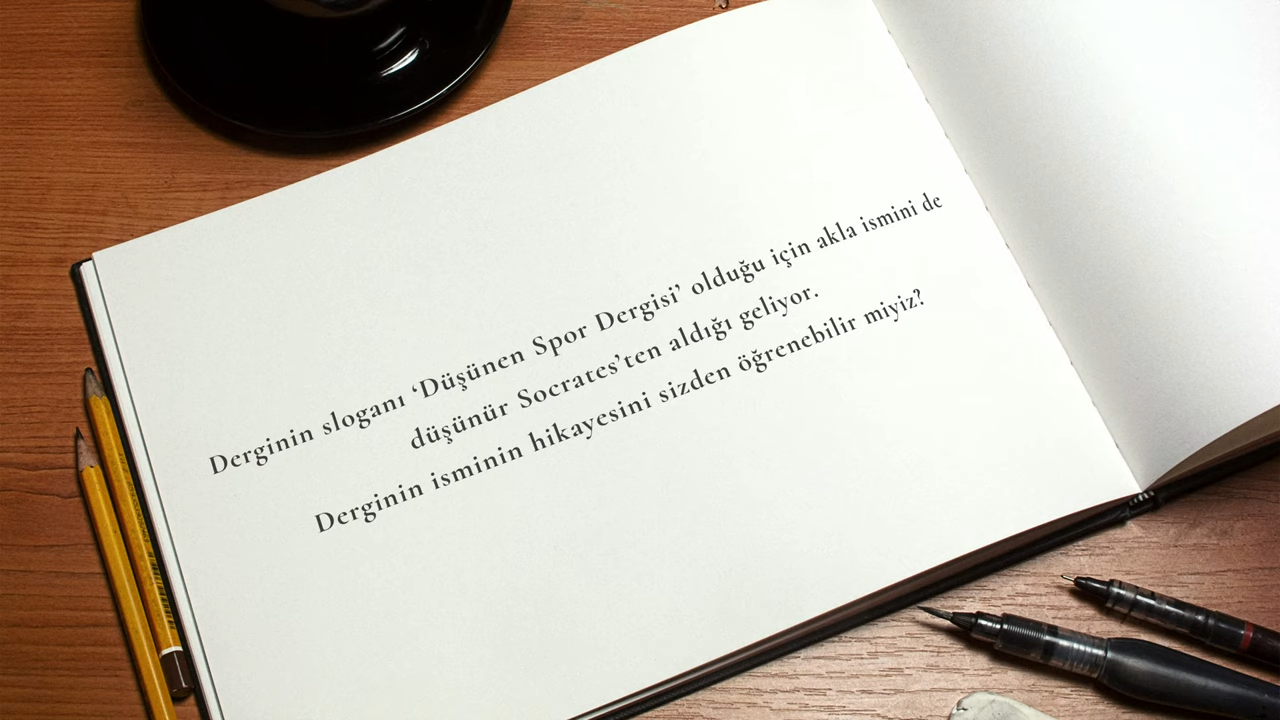 Derginin sloganı ‘Düşünen Spor Dergisi’ olduğu için akla ismini de
düşünür Socrates’ten aldığı geliyor.
Derginin isminin hikayesini sizden öğrenebilir miyiz?